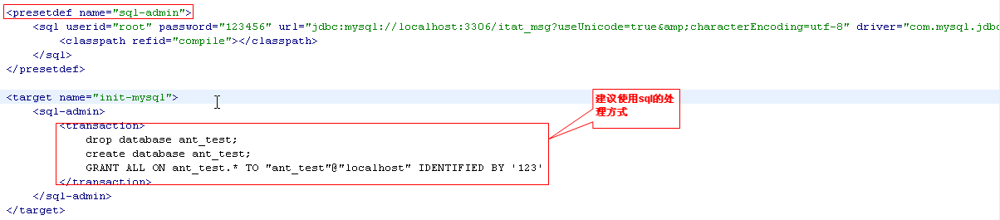 <presetdef name="sql-admin">
<sql userid="root" password="123456" url="jdbc:mysql://localhost:3306/itat_msg?useUnicode=true&amp;characterEncoding=utf-8" driver="com.mysql.jdbc
<classpath refid="compile"></classpath>
</sql>
</presetdef>
<target name="init-mysql">
<sql-admin>
<transaction>
drop database ant_test;
create database ant_test;
GRANT ALL ON ant_test.* TO "ant_test"@"localhost" IDENTIFIED BY '123'
</transaction>
</sql-admin>
</target>
建议使用sql的处
理方式